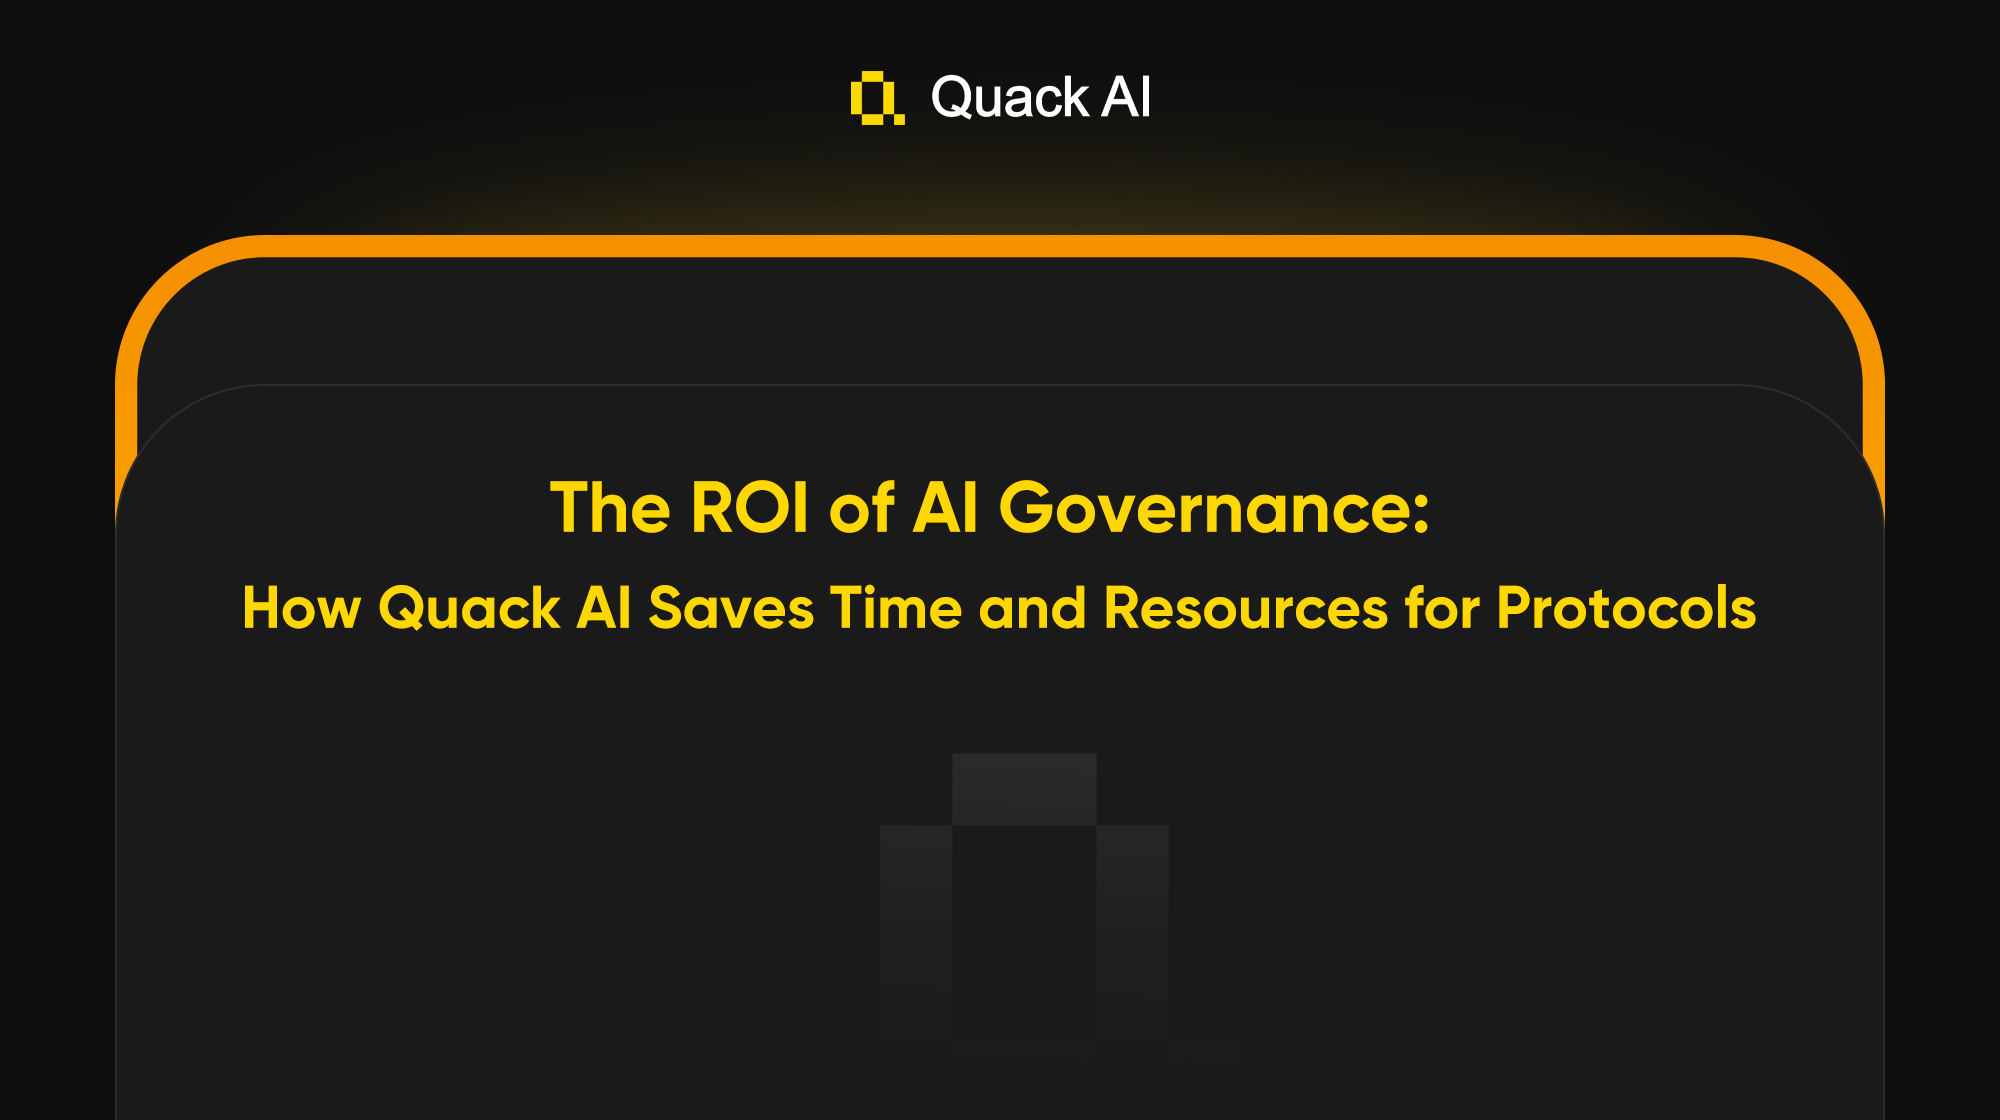 Quack AI
The ROI of AI Governance:
How Quack AI Saves Time and Resources for Protocols